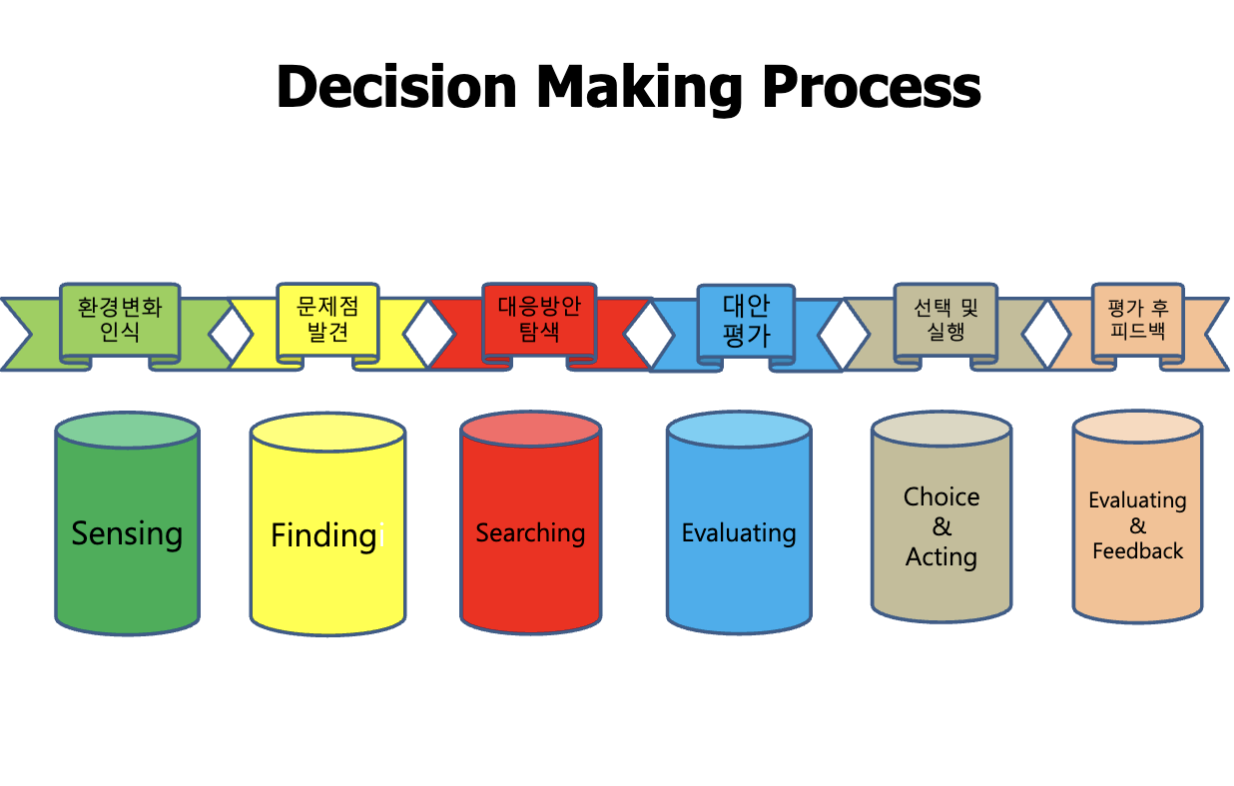 Decision Making Process
환경변화
인식
문제점
발견
대응방안
탐색
대안
평가
선택 및
실행
평가 후
피드백
Sensing
Findingi
Searching
Evaluating
Choice
&
Acting
Evaluating
&
Feedback